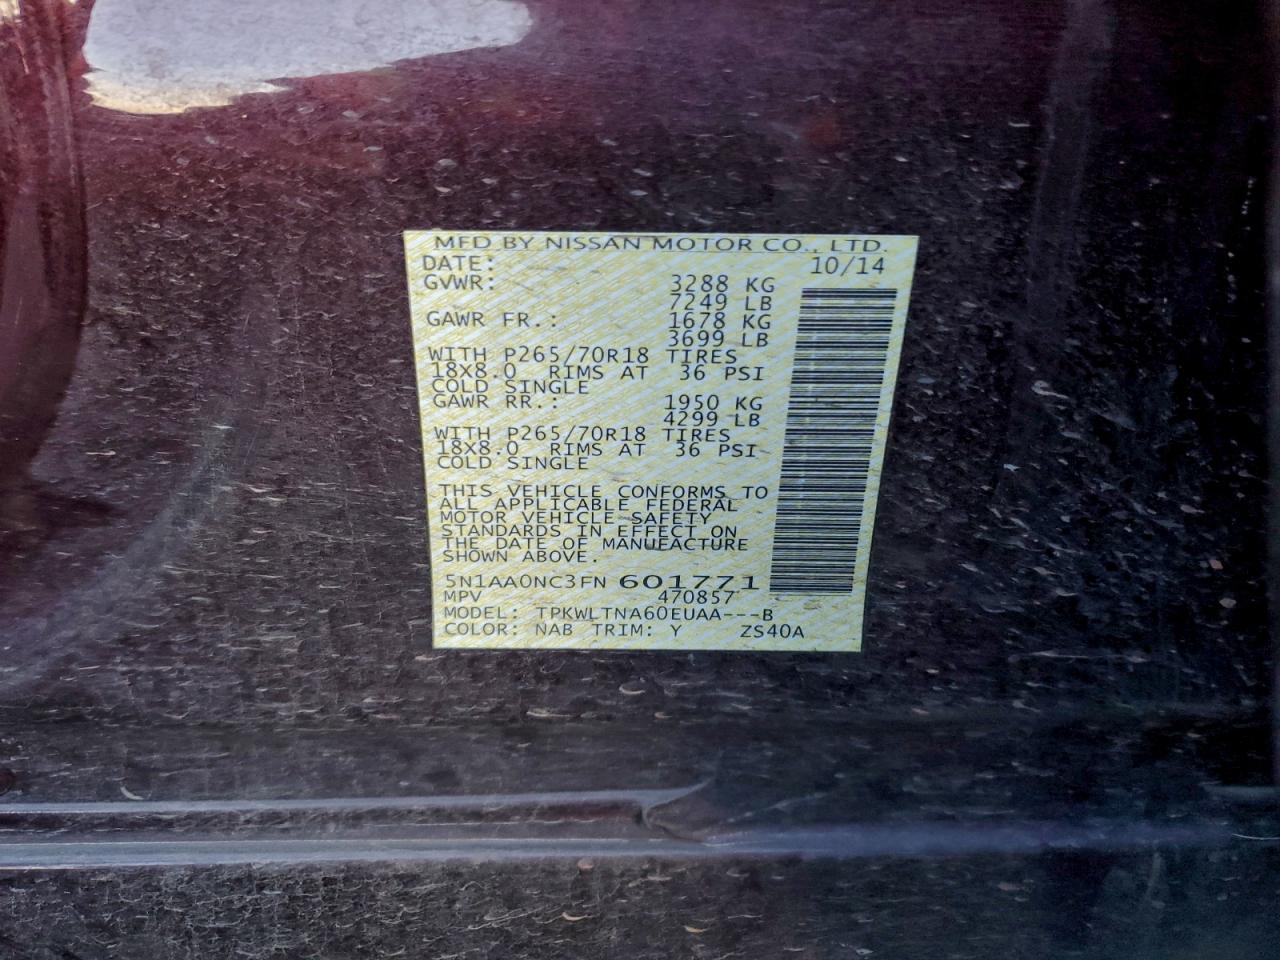 MFD BY NISSAN MOTOR CO., LTD.
DATE: 10/14
GVWR: 3288 KG
7249 LB
GAWR FR.: 1678 KG
3699 LB
WITH P265/70R18 TIRES
18X8.0 RIMS AT 36 PSI
COLD SINGLE
GAWR RR.: 1950 KG
4299 LB
WITH P265/70R18 TIRES
18X8.0 RIMS AT 36 PSI
COLD SINGLE
THIS VEHICLE CONFORMS TO
ALL APPLICABLE FEDERAL
MOTOR VEHICLE SAFETY
STANDARDS IN EFFECT ON
THE DATE OF MANUFACTURE
SHOWN ABOVE.
5N1AA0NC3FN 601771
MPV 470857
MODEL: TPKWLTNA60EUAA---B
COLOR: NAB TRIM: Y ZS40A